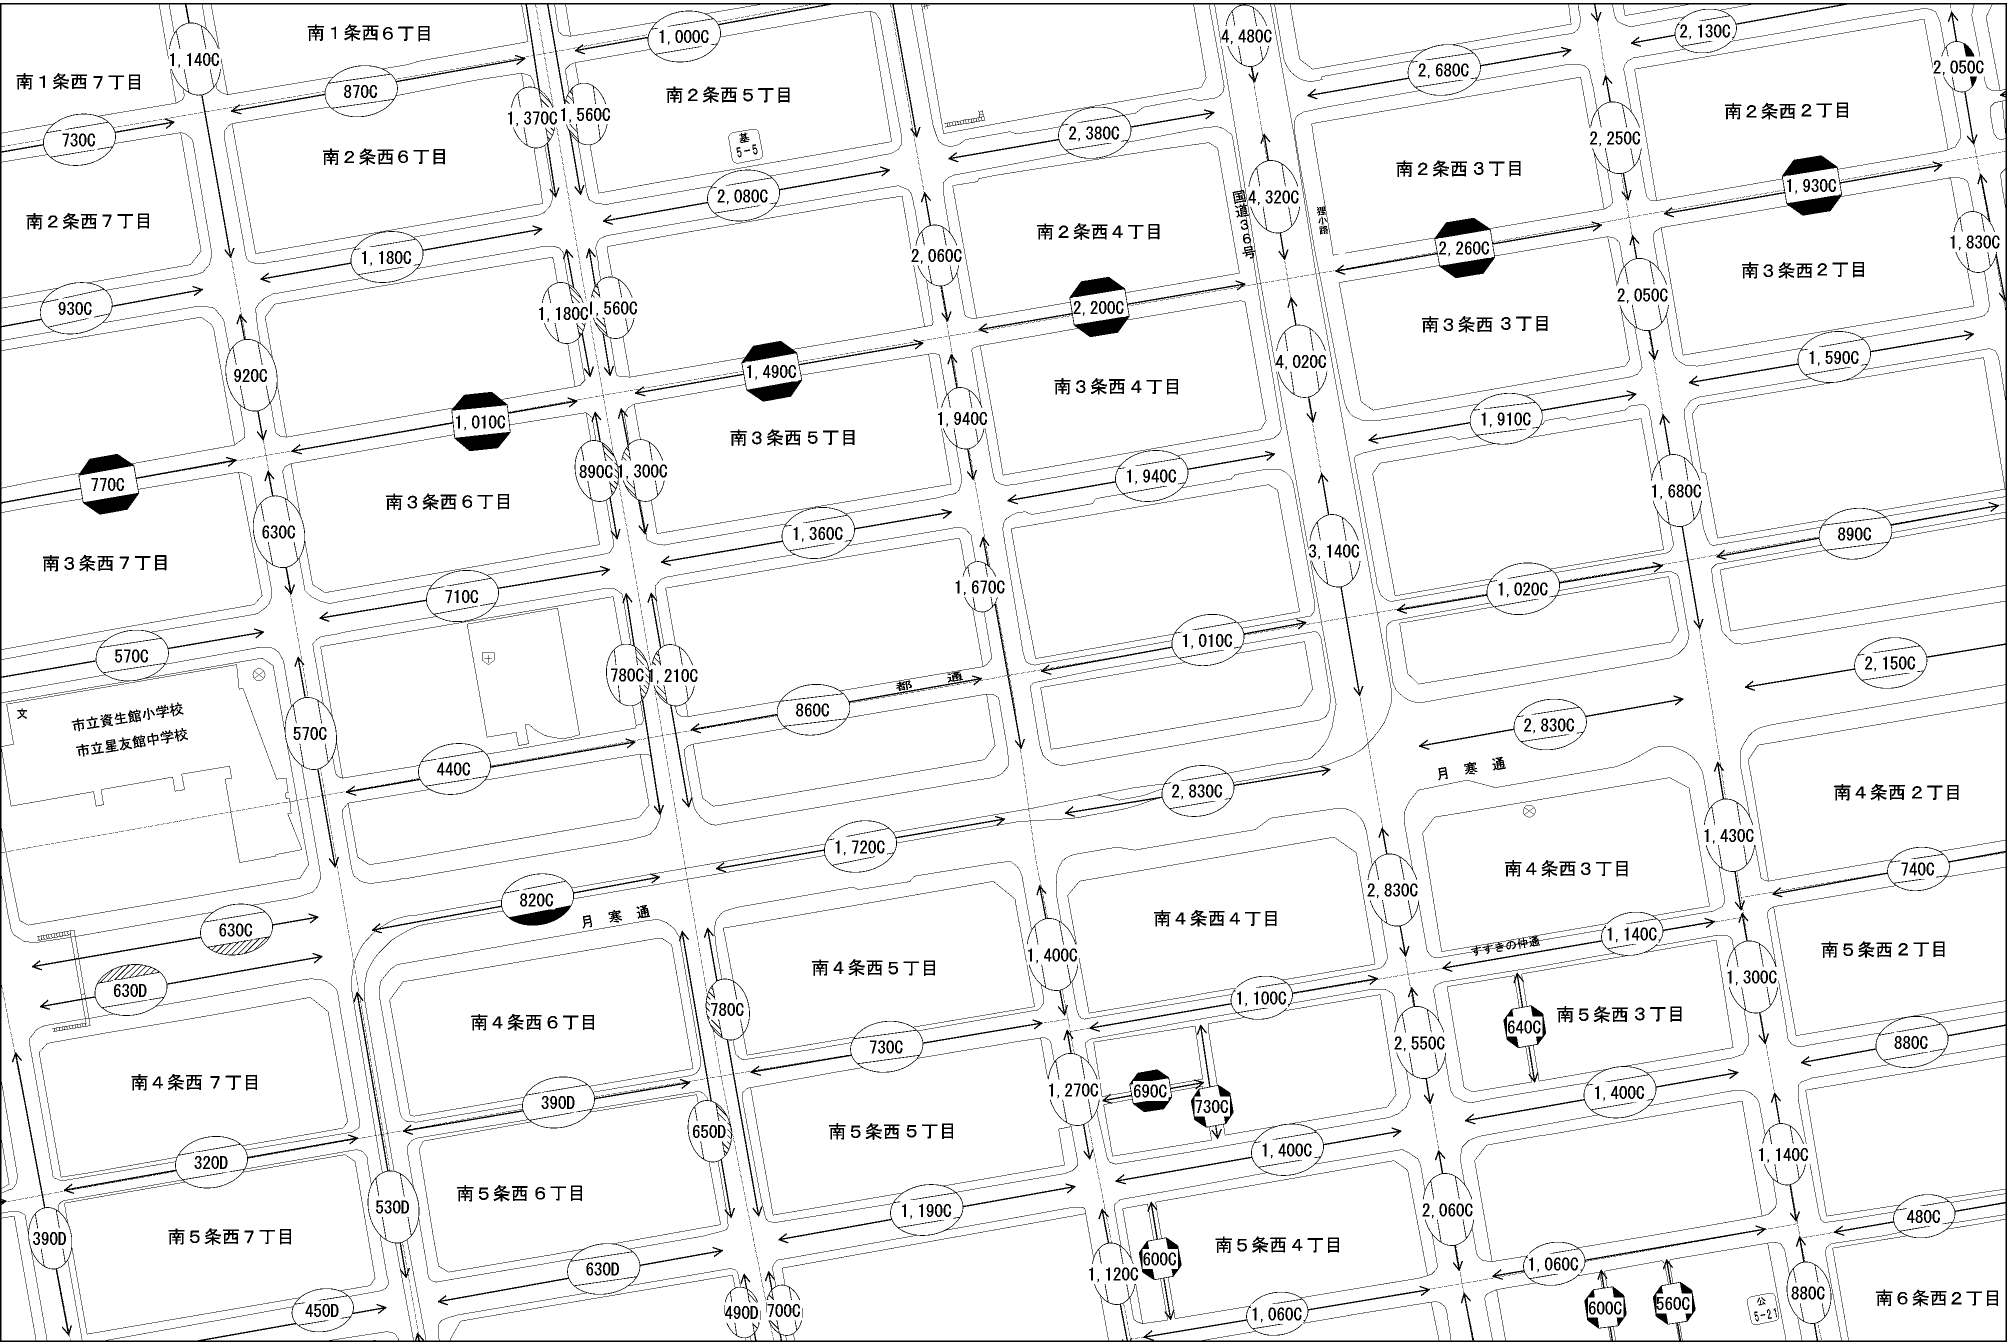 南１条西６丁目
1,140C
1,000C
4,480C
2,130C
2,680C
2,050C
南１条西７丁目
870C
南２条西５丁目
1,370C
1,560C
2,380C
2,250C
南２条西２丁目
730C
基
5-5
南２条西６丁目
南２条西３丁目
1,930C
2,080C
4,320C
国道36号
狸小路
南２条西７丁目
南２条西４丁目
1,180C
2,060C
2,260C
1,830C
南３条西２丁目
930C
1,180C
1,560C
2,200C
2,050C
南３条西３丁目
920C
1,490C
4,020C
1,590C
南３条西４丁目
1,010C
1,940C
1,910C
南３条西５丁目
770C
890C
1,300C
1,940C
1,680C
南３条西６丁目
630C
1,360C
3,140C
890C
南３条西７丁目
710C
1,670C
1,020C
570C
1,010C
2,150C
780C
1,210C
都通
860C
文
市立資生館小学校
市立星友館中学校
570C
2,830C
440C
月寒通
2,830C
南４条西２丁目
1,720C
1,430C
南４条西３丁目
740C
820C
2,830C
月寒通
630C
南４条西４丁目
1,140C
すすきの仲通
南５条西２丁目
1,400C
南４条西５丁目
1,300C
630D
780C
1,100C
南４条西６丁目
640C
南５条西３丁目
730C
2,550C
880C
南４条西７丁目
690C
1,270C
1,400C
390D
730C
650D
南５条西５丁目
1,400C
1,140C
320D
530D
南５条西６丁目
1,190C
2,060C
480C
390D
南５条西７丁目
600C
南５条西４丁目
1,060C
630D
1,120C
880C
南６条西２丁目
450D
490D
700C
1,060C
600C
560C
公
5-21